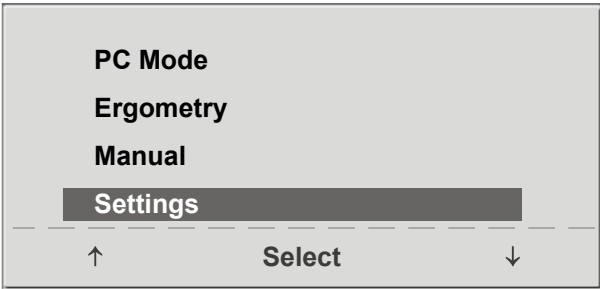 PC Mode
Ergometry
Manual
Settings
↑ Select ↓